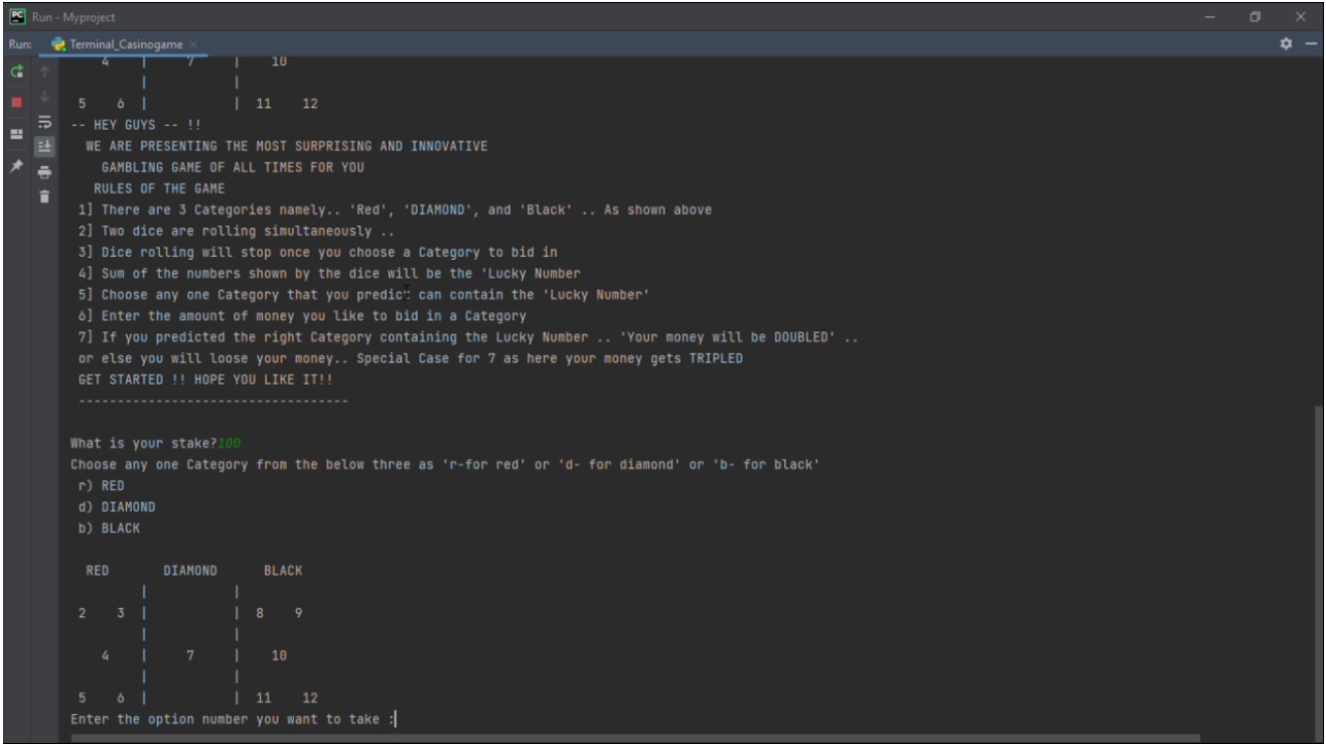 PC Run - Myproject
Run: Terminal_Casinogame
4 | 7 | 10
| |
5 6 | | 11 12
-- HEY GUYS -- !!
WE ARE PRESENTING THE MOST SURPRISING AND INNOVATIVE
GAMBLING GAME OF ALL TIMES FOR YOU
RULES OF THE GAME
1] There are 3 Categories namely.. 'Red', 'DIAMOND', and 'Black' .. As shown above
2] Two dice are rolling simultaneously ..
3] Dice rolling will stop once you choose a Category to bid in
4] Sum of the numbers shown by the dice will be the 'Lucky Number
5] Choose any one Category that you predict can contain the 'Lucky Number'
6] Enter the amount of money you like to bid in a Category
7] If you predicted the right Category containing the Lucky Number .. 'Your money will be DOUBLED' ..
or else you will loose your money.. Special Case for 7 as here your money gets TRIPLED
GET STARTED !! HOPE YOU LIKE IT!!
-----------------------------------
What is your stake?100
Choose any one Category from the below three as 'r-for red' or 'd- for diamond' or 'b- for black'
r) RED
d) DIAMOND
b) BLACK
RED DIAMOND BLACK
| |
2 3 | | 8 9
| |
4 | 7 | 10
| |
5 6 | | 11 12
Enter the option number you want to take :